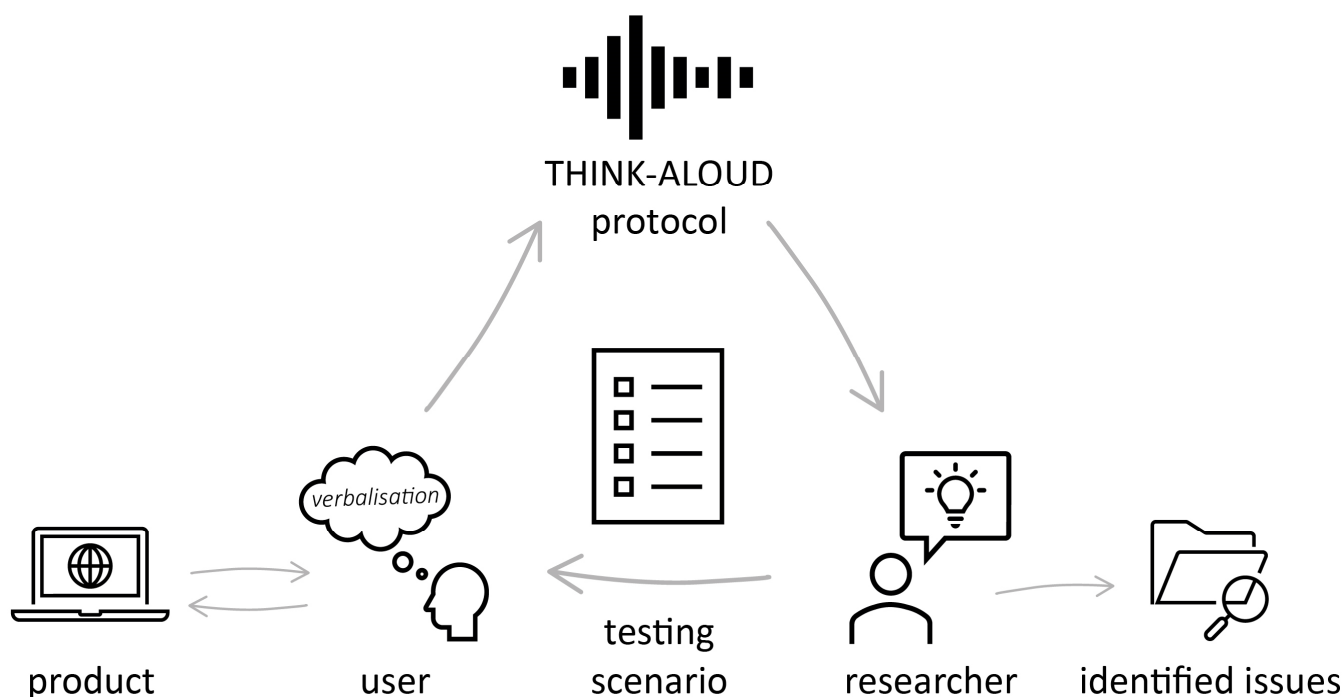 THINK-ALOUD
protocol
verbalisation
testing
scenario
product
user
researcher
identified issues